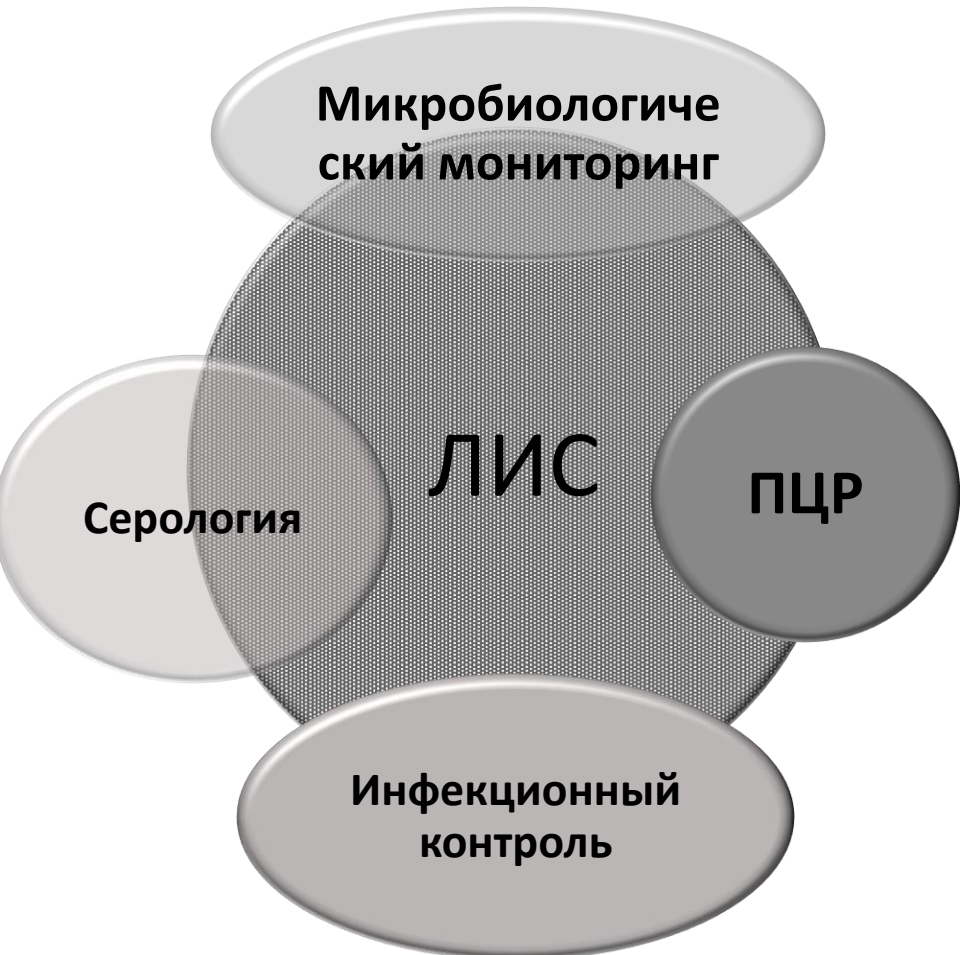 Микробиологиче
ский мониторинг
ЛИС
ПЦР
Серология
Инфекционный
контроль